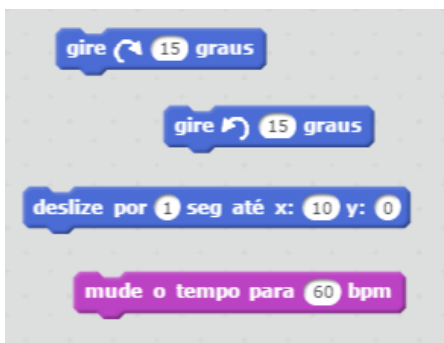 gire 15 graus
gire 15 graus
deslize por 1 seg até x: 10 y: 0
mude o tempo para 60 bpm